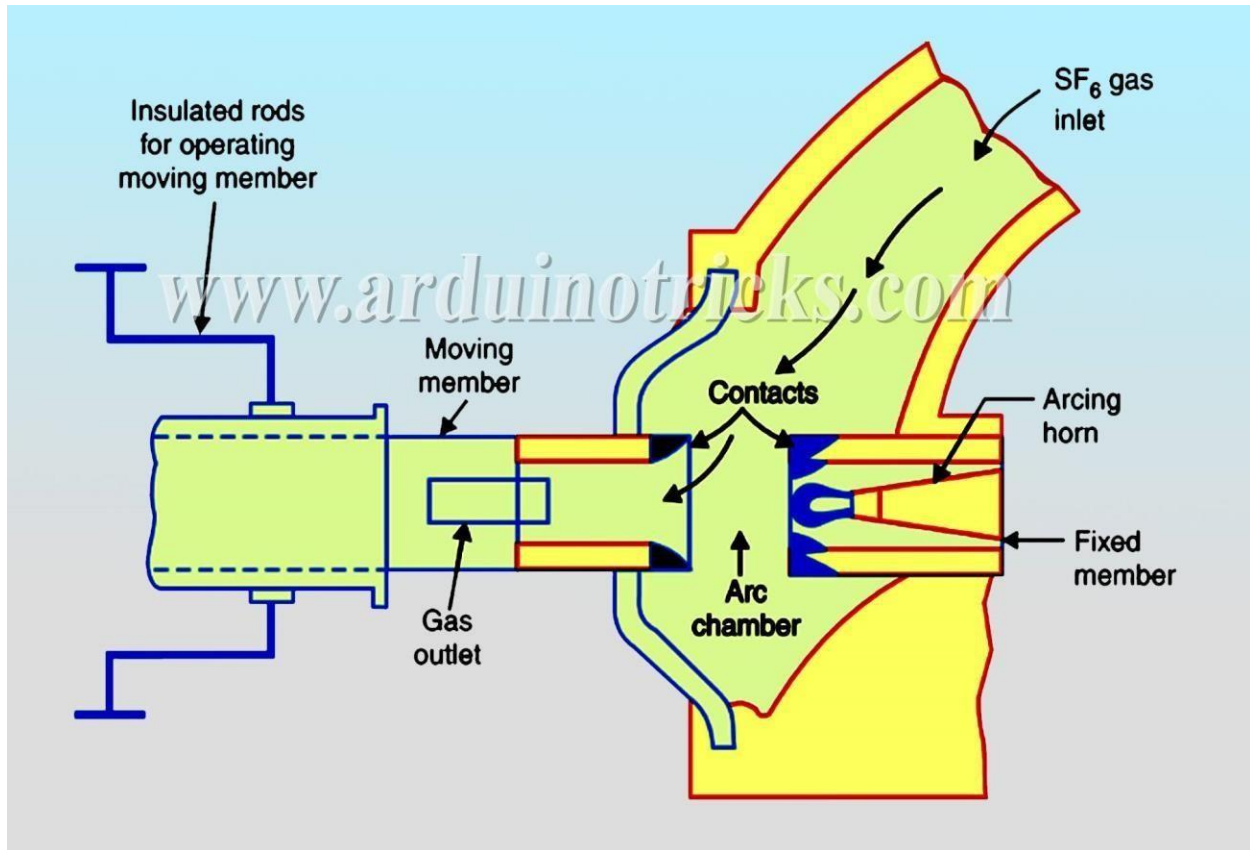 SF₆ gas
inlet
Insulated rods
for operating
moving member
www.arduinotricks.com
Moving
member
Contacts
Arcing
horn
Gas
outlet
Arc
chamber
Fixed
member